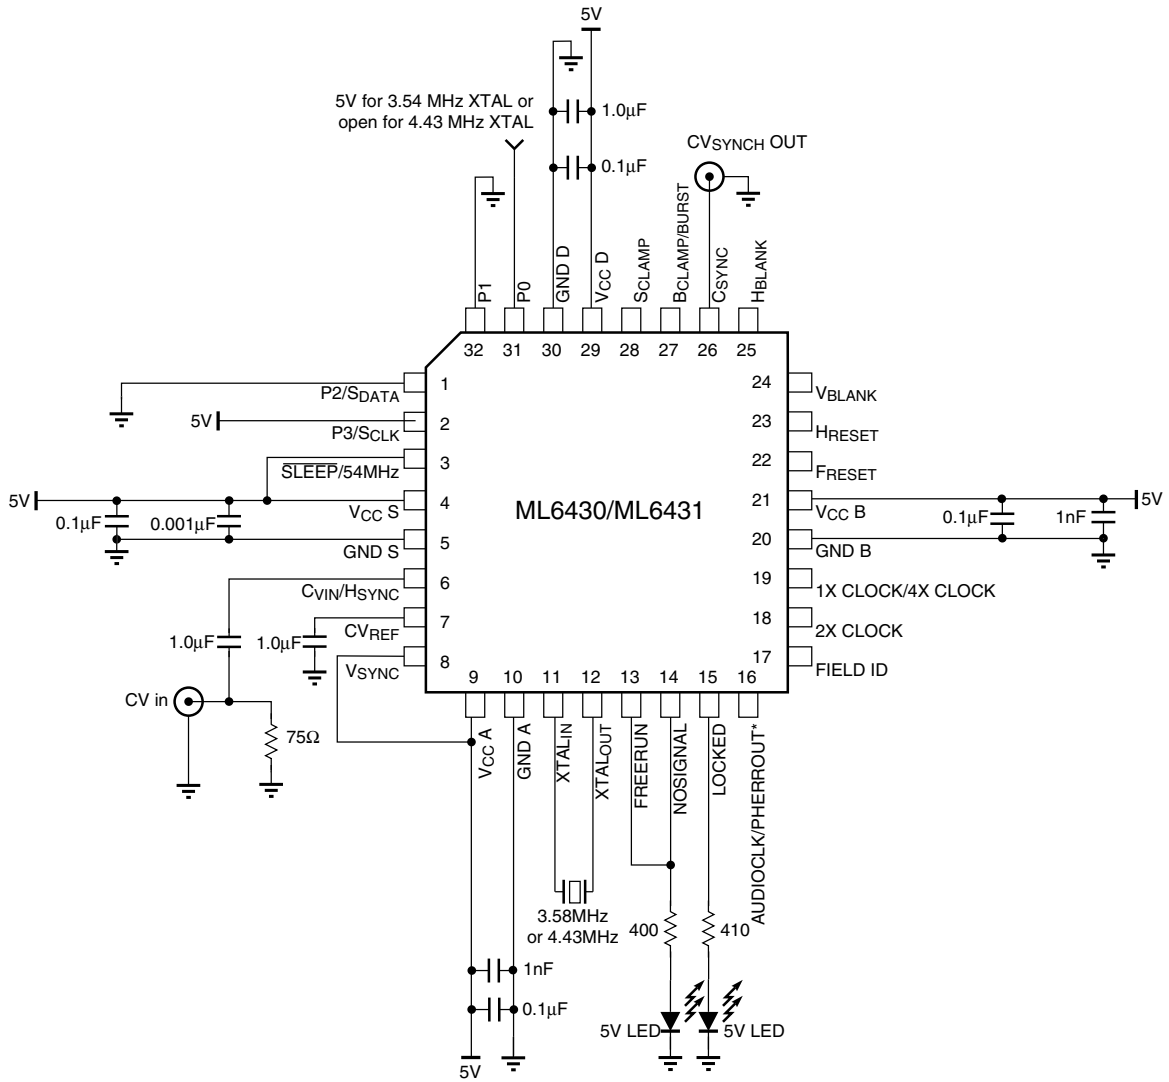 5V
5V for 3.54 MHz XTAL or
open for 4.43 MHz XTAL
1.0μF
0.1μF
CVSYNCH OUT
P1
P0
GND D
VCC D
SCLAMP
BCLAMP/BURST
CSYNC
HBLANK
32
31
30
29
28
27
26
25
1
P2/SDATA
5V
2
P3/SCLK
3
SLEEP/54MHz
5V
4
VCC S
0.1μF
0.001μF
5
GND S
6
CVIN/HSYNC
7
CVREF
1.0μF
1.0μF
8
VSYNC
CV in
75Ω
ML6430/ML6431
24
VBLANK
23
HRESET
22
FRESET
21
VCC B
5V
0.1μF
1nF
20
GND B
19
1X CLOCK/4X CLOCK
18
2X CLOCK
17
FIELD ID
9
10
11
12
13
14
15
16
VCC A
GND A
XTALIN
XTALOUT
FREERUN
NOSIGNAL
LOCKED
AUDIOCLK/PHERROUT*
3.58MHz
or 4.43MHz
400
410
1nF
0.1μF
5V
5V LED
5V LED